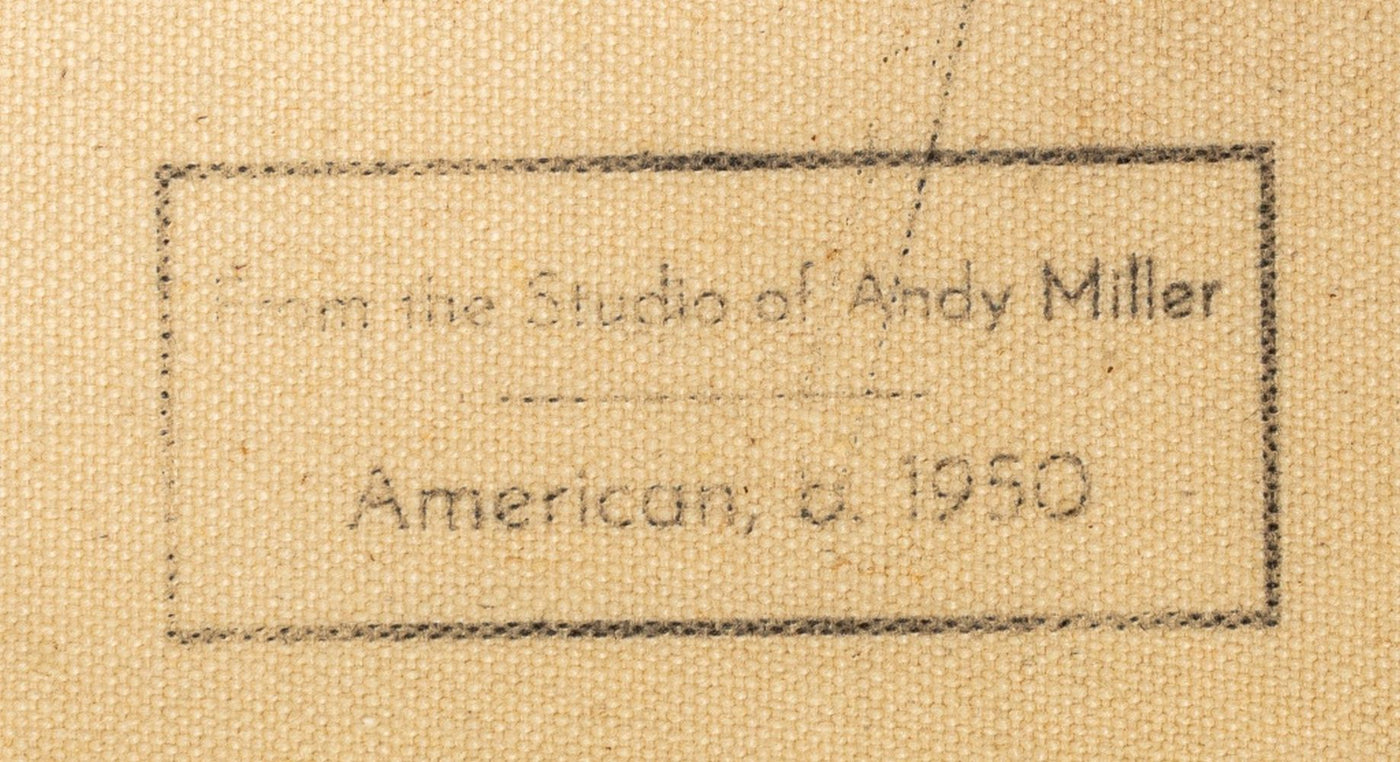 From the Studio of Andy Miller
American, b. 1950